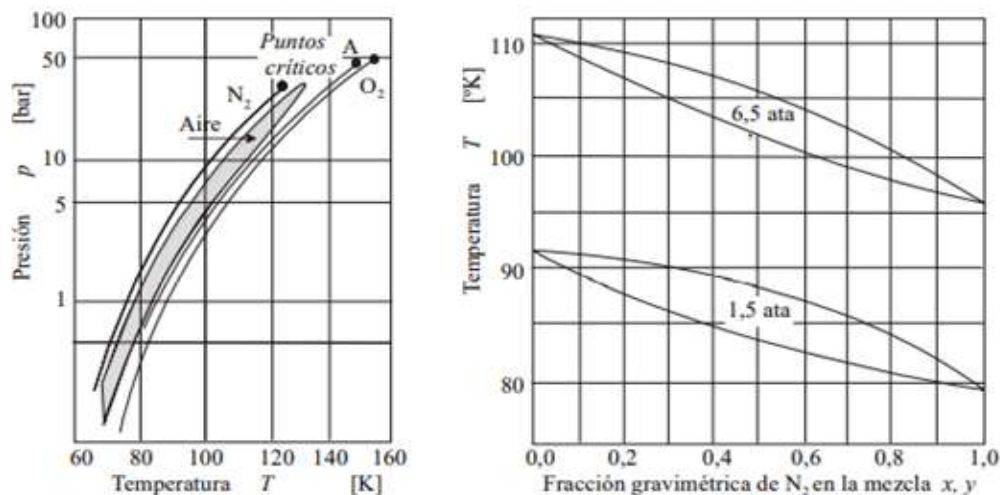 100
50
10
5
1
[bar]
p
Presión
Puntos
críticos
A
N₂
O₂
Aire
60 80 100 120 140 160
Temperatura T [K]
110
100
90
80
[°K]
T
Temperatura
6,5 ata
1,5 ata
0,0 0,2 0,4 0,6 0,8 1,0
Fracción gravimétrica de N₂ en la mezcla x, y